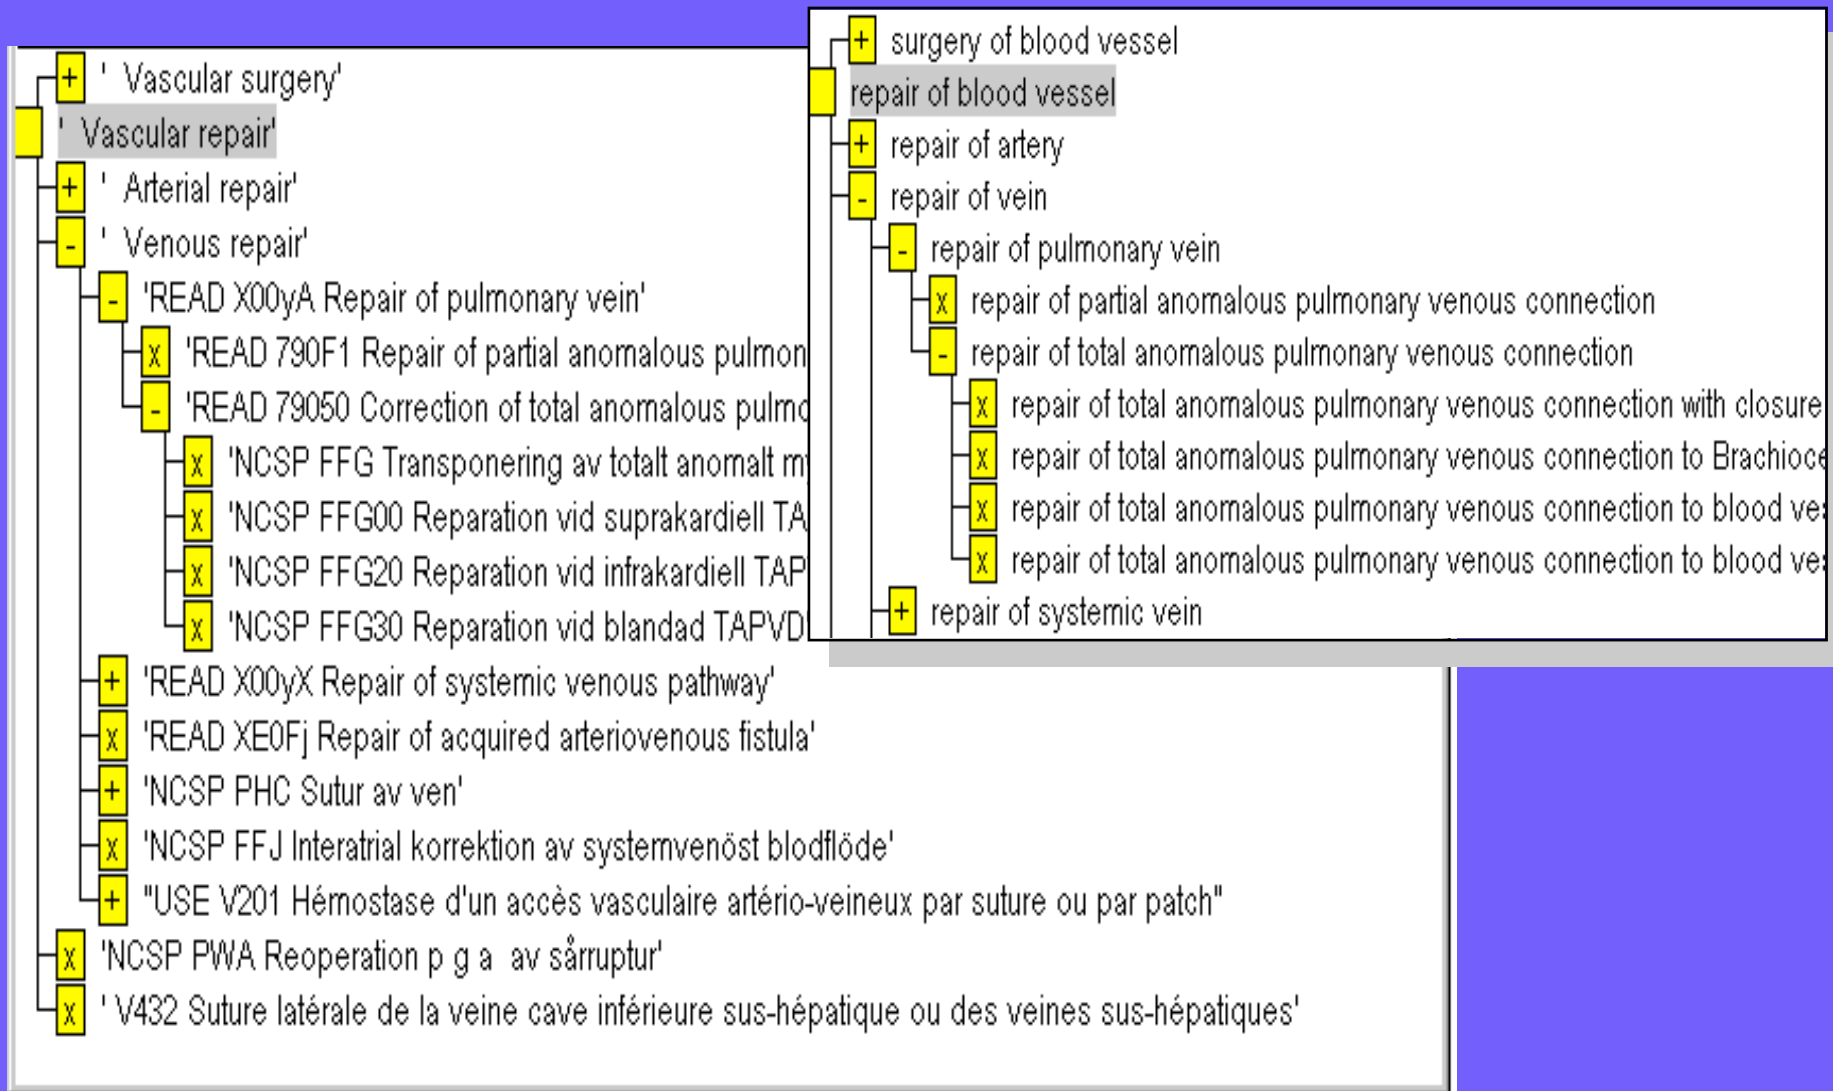 ' Vascular surgery'
' Vascular repair'
' Arterial repair'
' Venous repair'
'READ X00yA Repair of pulmonary vein'
'READ 790F1 Repair of partial anomalous pulmon
'READ 79050 Correction of total anomalous pulmo
'NCSP FFG Transponering av totalt anomalt
'NCSP FFG00 Reparation vid suprakardiell TA
'NCSP FFG20 Reparation vid infrakardiell TAP
'NCSP FFG30 Reparation vid blandad TAPVD
'READ X00yX Repair of systemic venous pathway'
'READ XE0Fj Repair of acquired arteriovenous fistula'
'NCSP PHC Sutur av ven'
'NCSP FFJ Interatrial korrektion av systemvenöst blodflöde'
"USE V201 Hémostase d'un accès vasculaire artério-veineux par suture ou par patch"
'NCSP PWA Reoperation p g a av sårruptur'
' V432 Suture latérale de la veine cave inférieure sus-hépatique ou des veines sus-hépatiques'
surgery of blood vessel
repair of blood vessel
repair of artery
repair of vein
repair of pulmonary vein
repair of partial anomalous pulmonary venous connection
repair of total anomalous pulmonary venous connection
repair of total anomalous pulmonary venous connection with closure
repair of total anomalous pulmonary venous connection to Brachioce
repair of total anomalous pulmonary venous connection to blood ve
repair of total anomalous pulmonary venous connection to blood ve
repair of systemic vein